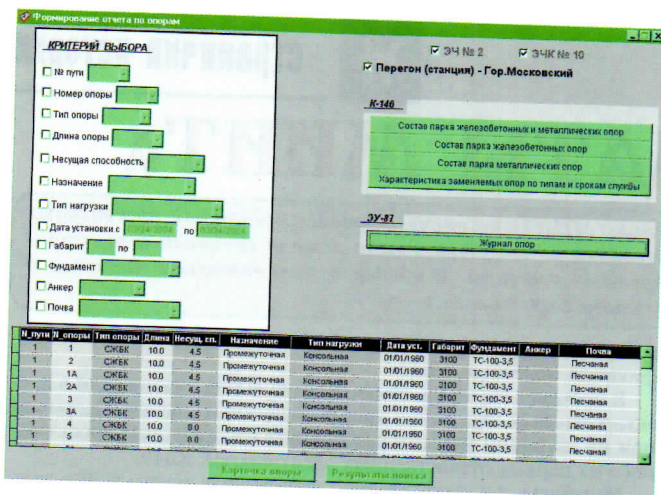 Формирование отчета по опорам
КРИТЕРИЙ ВЫБОРА
№ пути
Номер опоры
Тип опоры
Длина опоры
Несущая способность
Назначение
Тип нагрузки
Дата установки с 03/24/2004 по 03/24/2004
Габарит по
Фундамент
Анкер
Почва
ЭЧ № 2 ЭЧК № 10
Перегон (станция) - Гор.Московский
К-146
Состав парка железобетонных и металлических опор
Состав парка железобетонных опор
Состав парка металлических опор
Характеристика заменяемых опор по типам и срокам службы
ЭУ-87
Журнал опор
N_пути N_опоры Тип опоры Длина Несущ. сп. Назначение Тип нагрузки Дата уст. Габарит Фундамент Анкер Почва
1 1 СЖБК 10.0 4.5 Промежуточная Консольная 01/01/1960 3100 ТС-100-3,5 Песчаная
1 2 СЖБК 10.0 4.5 Промежуточная Консольная 01/01/1960 3100 ТС-100-3,5 Песчаная
1 1А СЖБК 10.0 4.5 Промежуточная Консольная 01/01/1960 3100 ТС-100-3,5 Песчаная
1 2А СЖБК 10.0 4.5 Промежуточная Консольная 01/01/1960 3100 ТС-100-3,5 Песчаная
1 3 СЖБК 10.0 4.5 Промежуточная Консольная 01/01/1960 3100 ТС-100-3,5 Песчаная
1 3А СЖБК 10.0 4.5 Промежуточная Консольная 01/01/1960 3100 ТС-100-3,5 Песчаная
1 4 СЖБК 10.0 8.0 Промежуточная Консольная 01/01/1960 3100 ТС-100-3,5 Песчаная
1 5 СЖБК 10.0 8.0 Промежуточная Консольная 01/01/1960 3100 ТС-100-3,5 Песчаная
Карточка опоры Результаты поиска